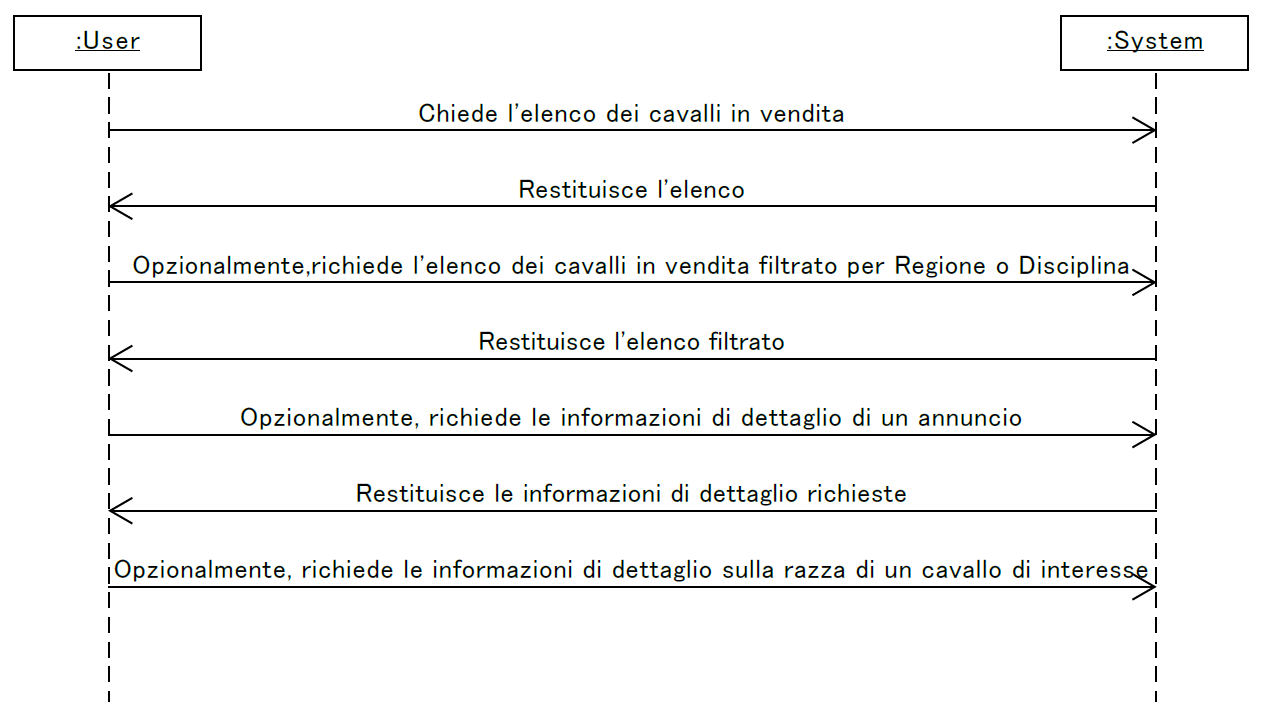 :User
:System
Chiede l'elenco dei cavalli in vendita
Restituisce l'elenco
Opzionalmente,richiede l'elenco dei cavalli in vendita filtrato per Regione o Disciplina
Restituisce l'elenco filtrato
Opzionalmente, richiede le informazioni di dettaglio di un annuncio
Restituisce le informazioni di dettaglio richieste
Opzionalmente, richiede le informazioni di dettaglio sulla razza di un cavallo di interesse